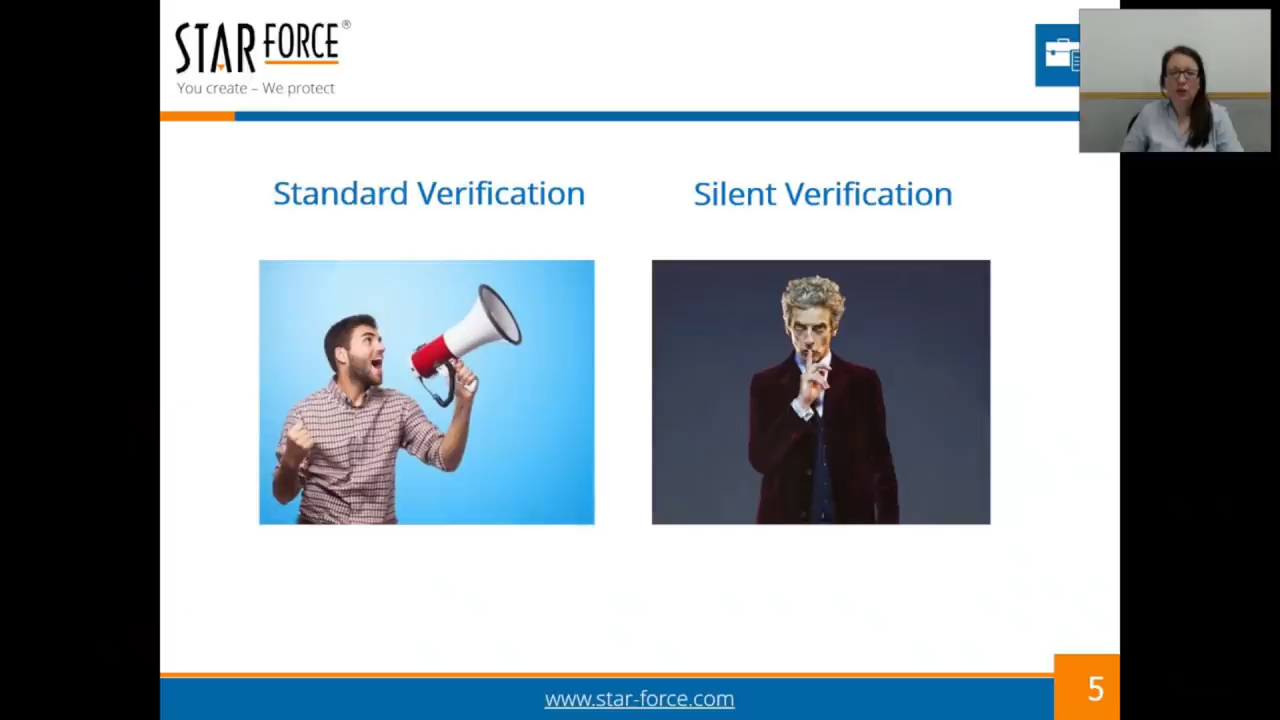 STAR FORCE®
You create – We protect
Standard Verification
Silent Verification
www.star-force.com
5